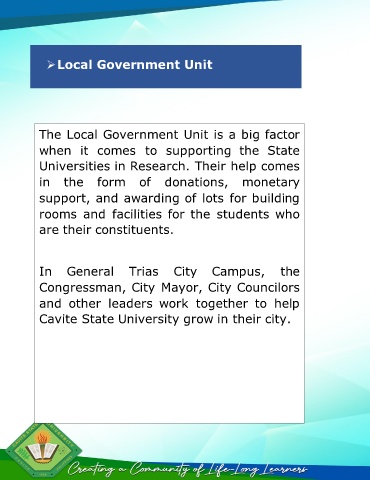 ➢Local Government Unit
The Local Government Unit is a big factor
when it comes to supporting the State
Universities in Research. Their help comes
in the form of donations, monetary
support, and awarding of lots for building
rooms and facilities for the students who
are their constituents.
In General Trias City Campus, the
Congressman, City Mayor, City Councilors
and other leaders work together to help
Cavite State University grow in their city.
Creating a Community of Life-Long Learners